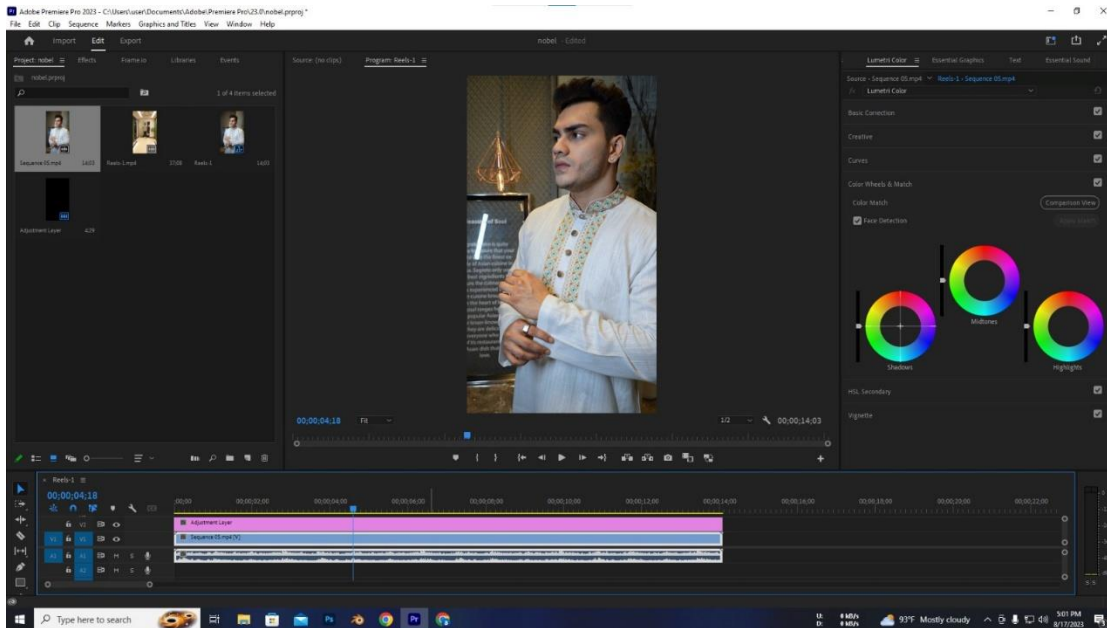 Adobe Premiere Pro 2023 - C:\Users\user\Documents\Adobe\Premiere Pro\23.0\nobel.prproj *
File Edit Clip Sequence Markers Graphics and Titles View Window Help
Import Edit Export
nobel - Edited
Project: nobel Effects Frame.io Libraries Events
Source: (no clips) Program: Reels-1
Lumetri Color Essential Graphics Text Essential Sound
nobel.prproj
Source - Sequence 05.mp4 Reels-1 - Sequence 05.mp4
fx Lumetri Color
1 of 4 items selected
Basic Correction
Creative
Curves
Sequence 05.mp4 14;03 Reels-1.mp4 Reels-1 14;03
Color Wheels & Match
Color Match Comparison View
Face Detection
Adjustment Layer 4;29
Midtones
Shadows Highlights
HSL Secondary
Vignette
00;00;04;18 Fit 1/2 00;00;14;03
Reels-1
00;00;04;18
;00;00 00;00;02;00 00;00;04;00 00;00;06;00 00;00;08;00 00;00;10;00 00;00;12;00 00;00;14;00 00;00;16;00 00;00;18;00 00;00;20;00 00;00;22;00
V2 Adjustment Layer
V1 V1 Sequence 05.mp4 [V]
A1 A1 M S
A2 M S
S S
Type here to search
U: 0 kB/s
D: 0 kB/s
93°F Mostly cloudy
5:01 PM
8/17/2023